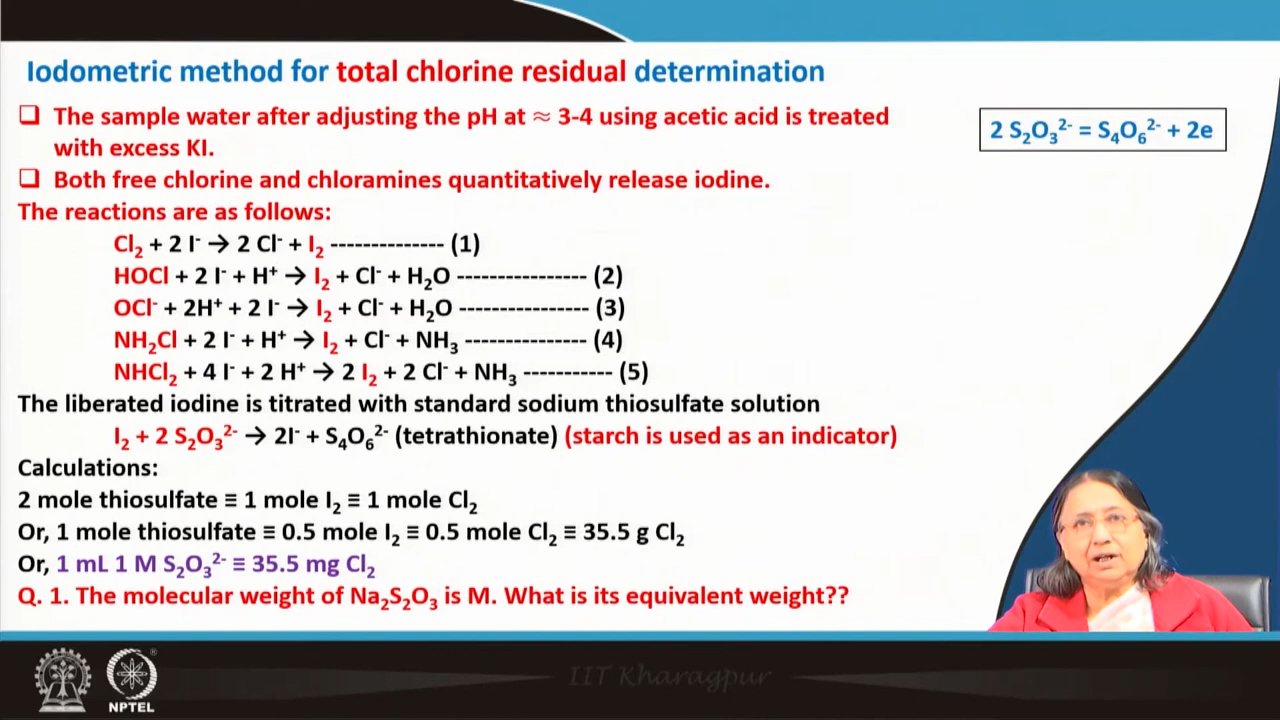 Iodometric method for total chlorine residual determination
❑ The sample water after adjusting the pH at ≈ 3-4 using acetic acid is treated
with excess KI.
2 S₂O₃²⁻ = S₄O₆²⁻ + 2e
❑ Both free chlorine and chloramines quantitatively release iodine.
The reactions are as follows:
Cl₂ + 2 I⁻ → 2 Cl⁻ + I₂ -------------- (1)
HOCl + 2 I⁻ + H⁺ → I₂ + Cl⁻ + H₂O ---------------- (2)
OCl⁻ + 2H⁺ + 2 I⁻ → I₂ + Cl⁻ + H₂O ---------------- (3)
NH₂Cl + 2 I⁻ + H⁺ → I₂ + Cl⁻ + NH₃ --------------- (4)
NHCl₂ + 4 I⁻ + 2 H⁺ → 2 I₂ + 2 Cl⁻ + NH₃ ----------- (5)
The liberated iodine is titrated with standard sodium thiosulfate solution
I₂ + 2 S₂O₃²⁻ → 2I⁻ + S₄O₆²⁻ (tetrathionate) (starch is used as an indicator)
Calculations:
2 mole thiosulfate ≡ 1 mole I₂ ≡ 1 mole Cl₂
Or, 1 mole thiosulfate ≡ 0.5 mole I₂ ≡ 0.5 mole Cl₂ ≡ 35.5 g Cl₂
Or, 1 mL 1 M S₂O₃²⁻ ≡ 35.5 mg Cl₂
Q. 1. The molecular weight of Na₂S₂O₃ is M. What is its equivalent weight??
IIT Kharagpur
NPTEL